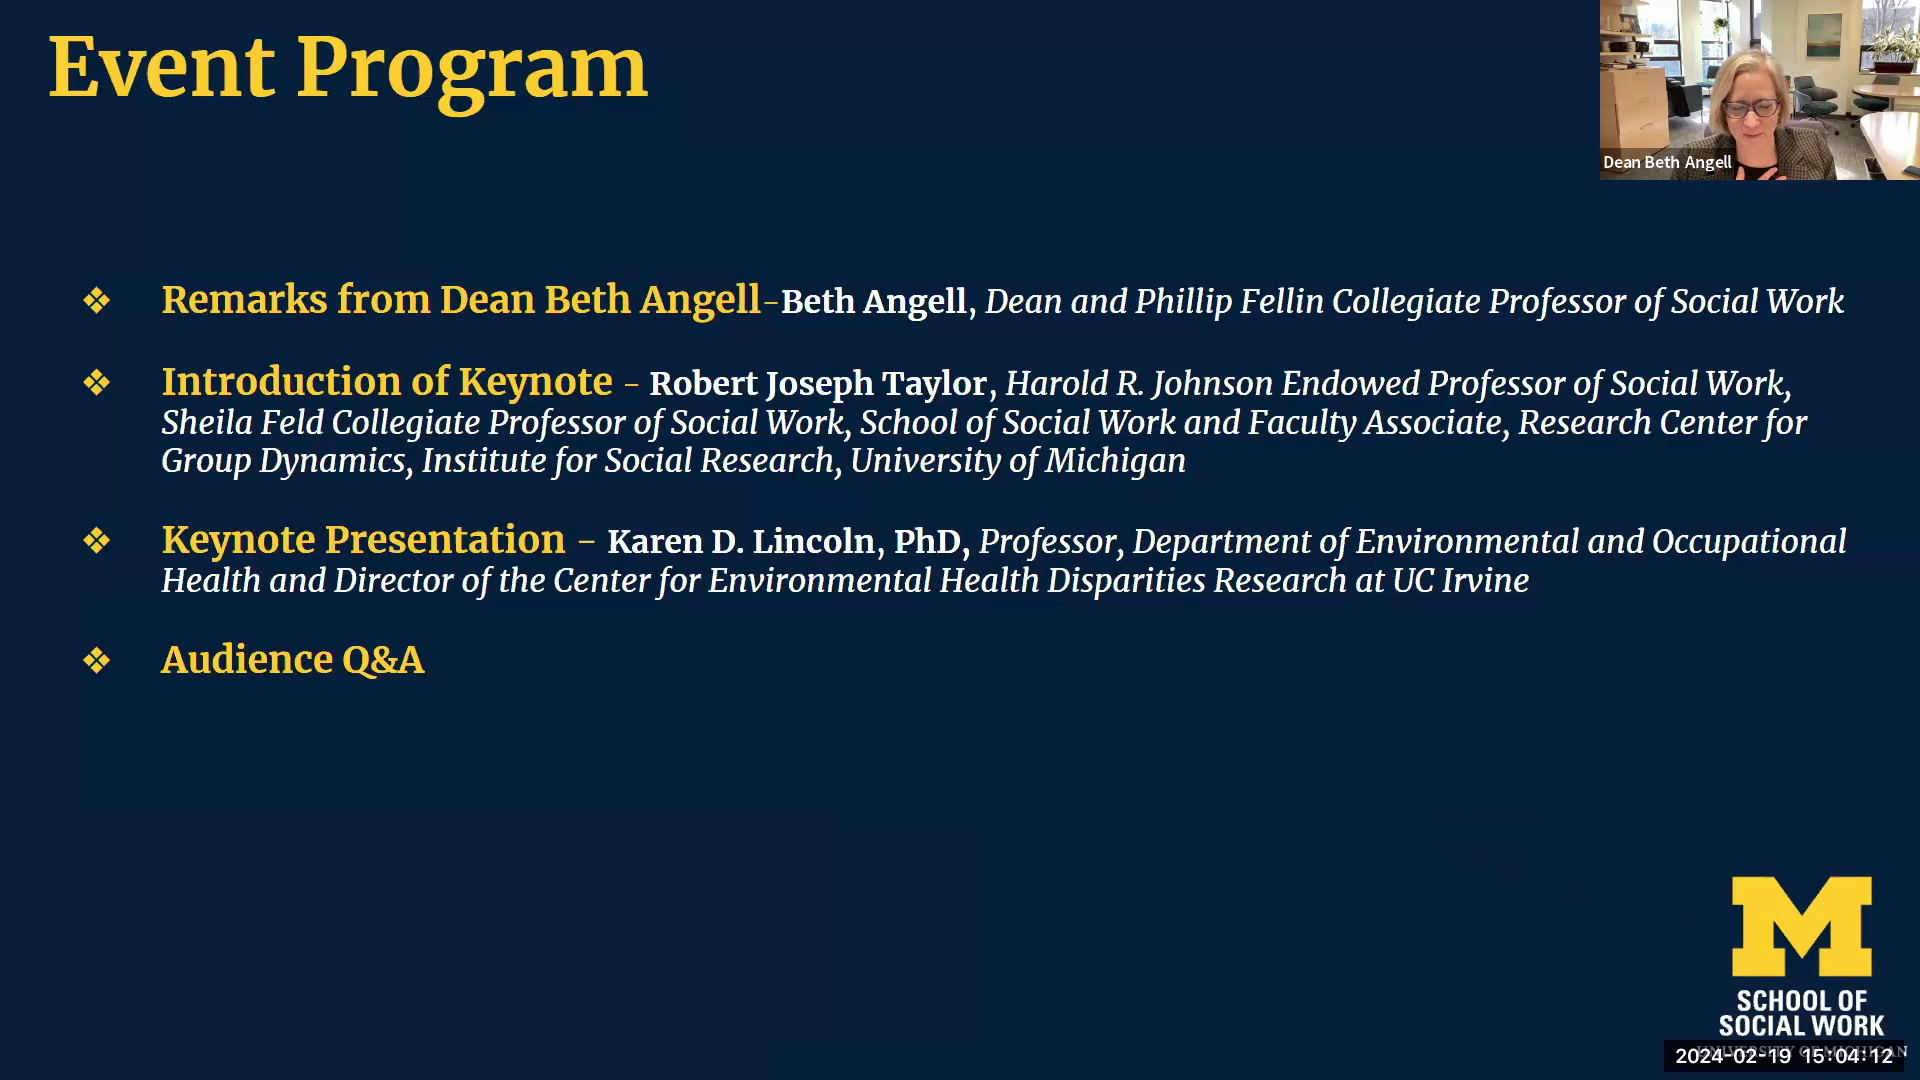 Event Program
Dean Beth Angell
❖ Remarks from Dean Beth Angell-Beth Angell, Dean and Phillip Fellin Collegiate Professor of Social Work
❖ Introduction of Keynote - Robert Joseph Taylor, Harold R. Johnson Endowed Professor of Social Work,
Sheila Feld Collegiate Professor of Social Work, School of Social Work and Faculty Associate, Research Center for
Group Dynamics, Institute for Social Research, University of Michigan
❖ Keynote Presentation - Karen D. Lincoln, PhD, Professor, Department of Environmental and Occupational
Health and Director of the Center for Environmental Health Disparities Research at UC Irvine
❖ Audience Q&A
M
SCHOOL OF
SOCIAL WORK
UNIVERSITY OF MICHIGAN
2024-02-19 15:04:12